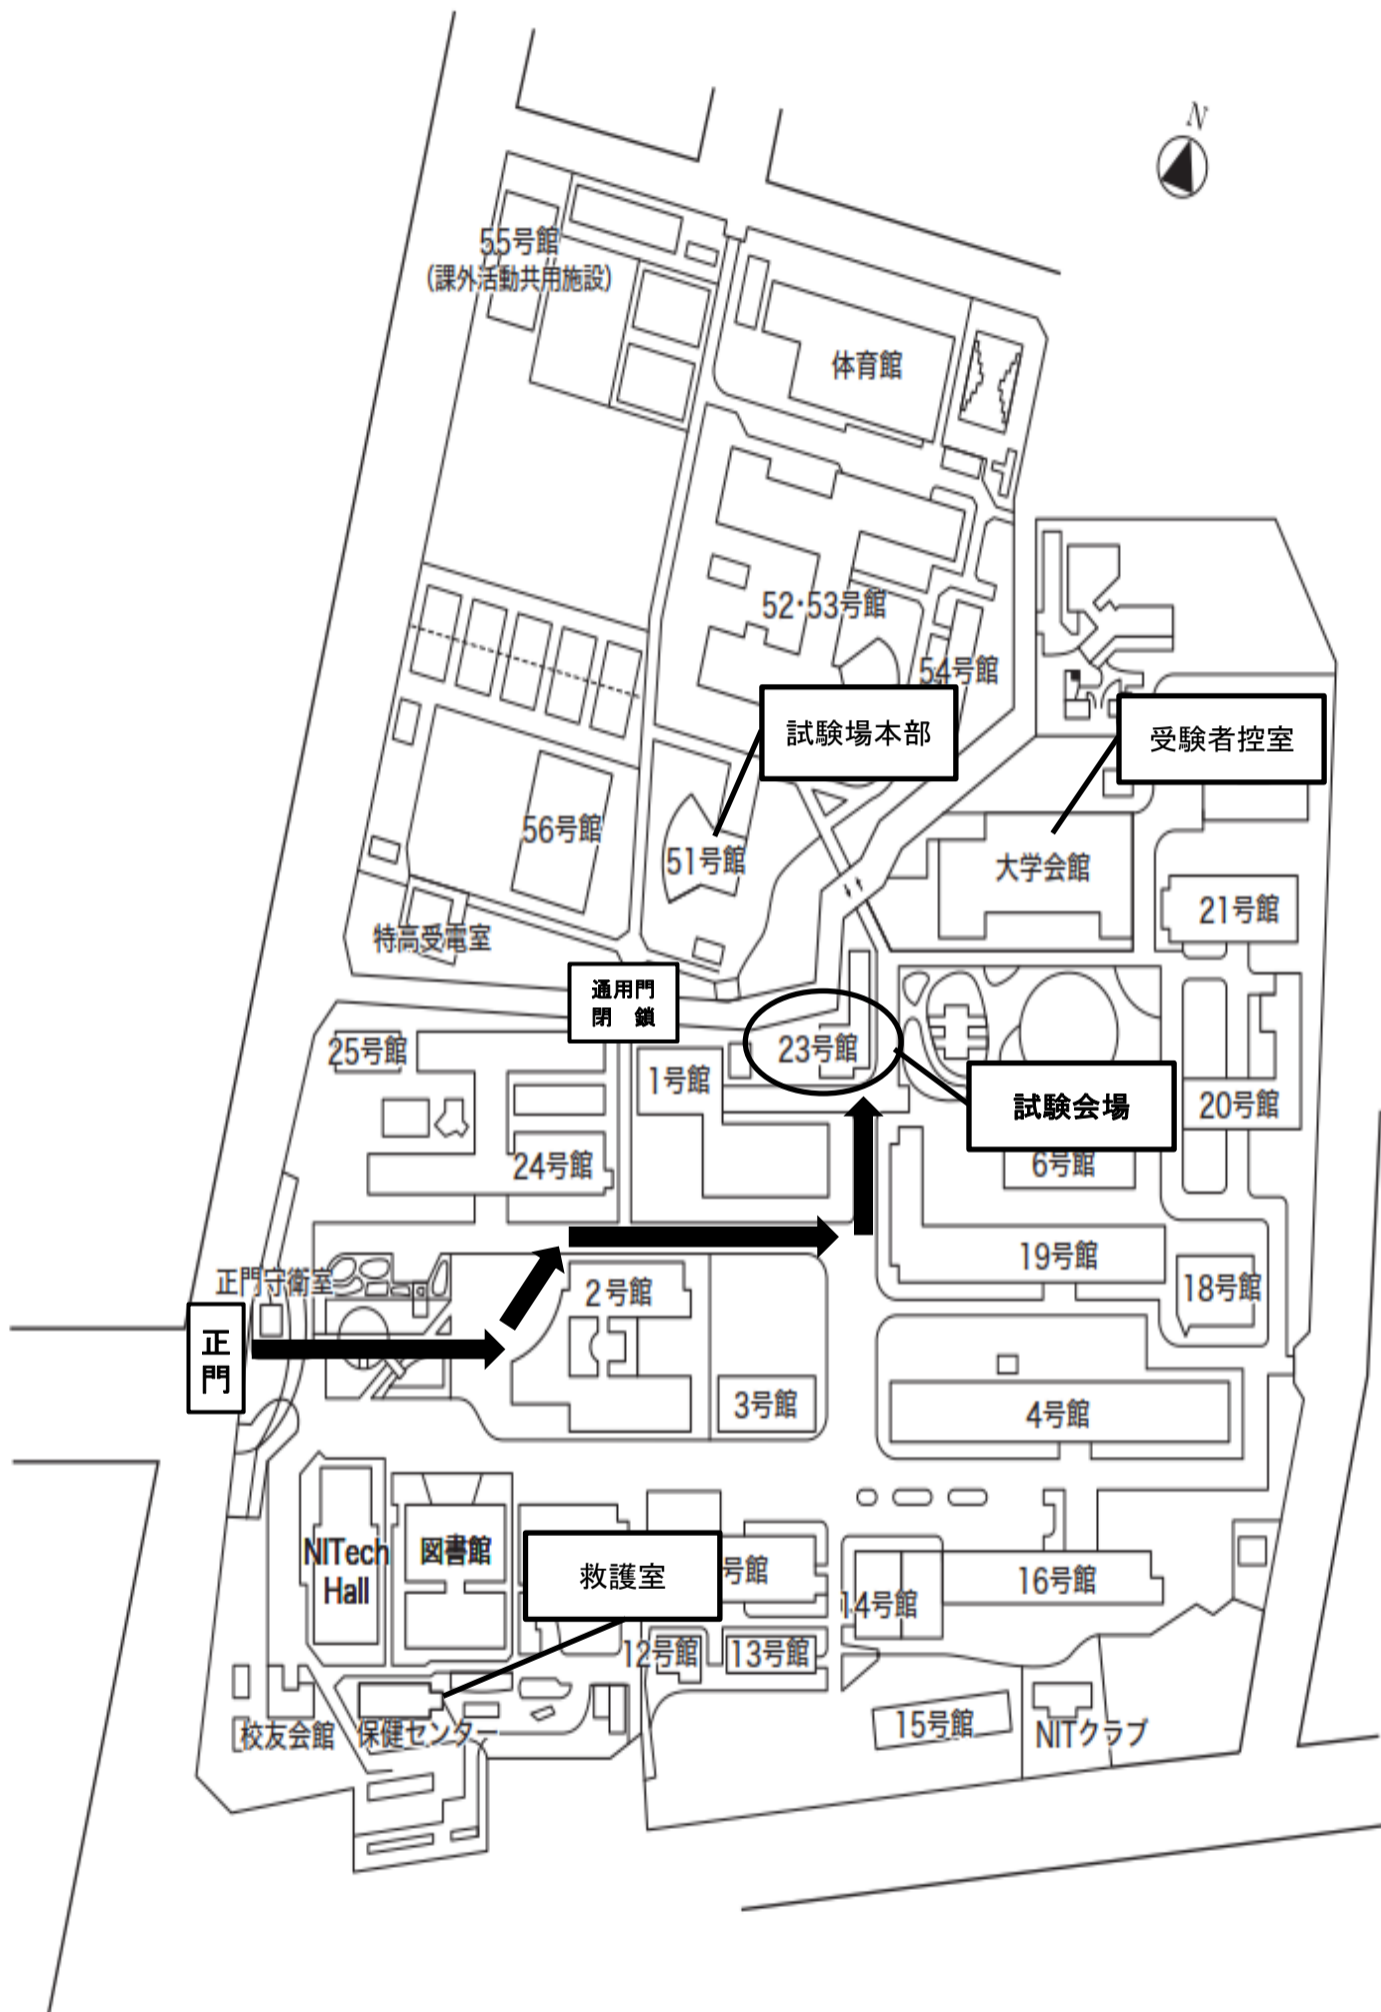 N
55号館
(課外活動共用施設)
体育館
52・53号館
54号館
試験場本部
受験者控室
56号館
51号館
大学会館
21号館
特高受電室
通用門
閉 鎖
25号館
1号館
23号館
試験会場
20号館
24号館
6号館
19号館
正門守衛室
2号館
18号館
正
門
3号館
4号館
NITech
Hall
図書館
救護室
号館
14号館
16号館
12号館
13号館
校友会館
保健センター
15号館
NITクラブ